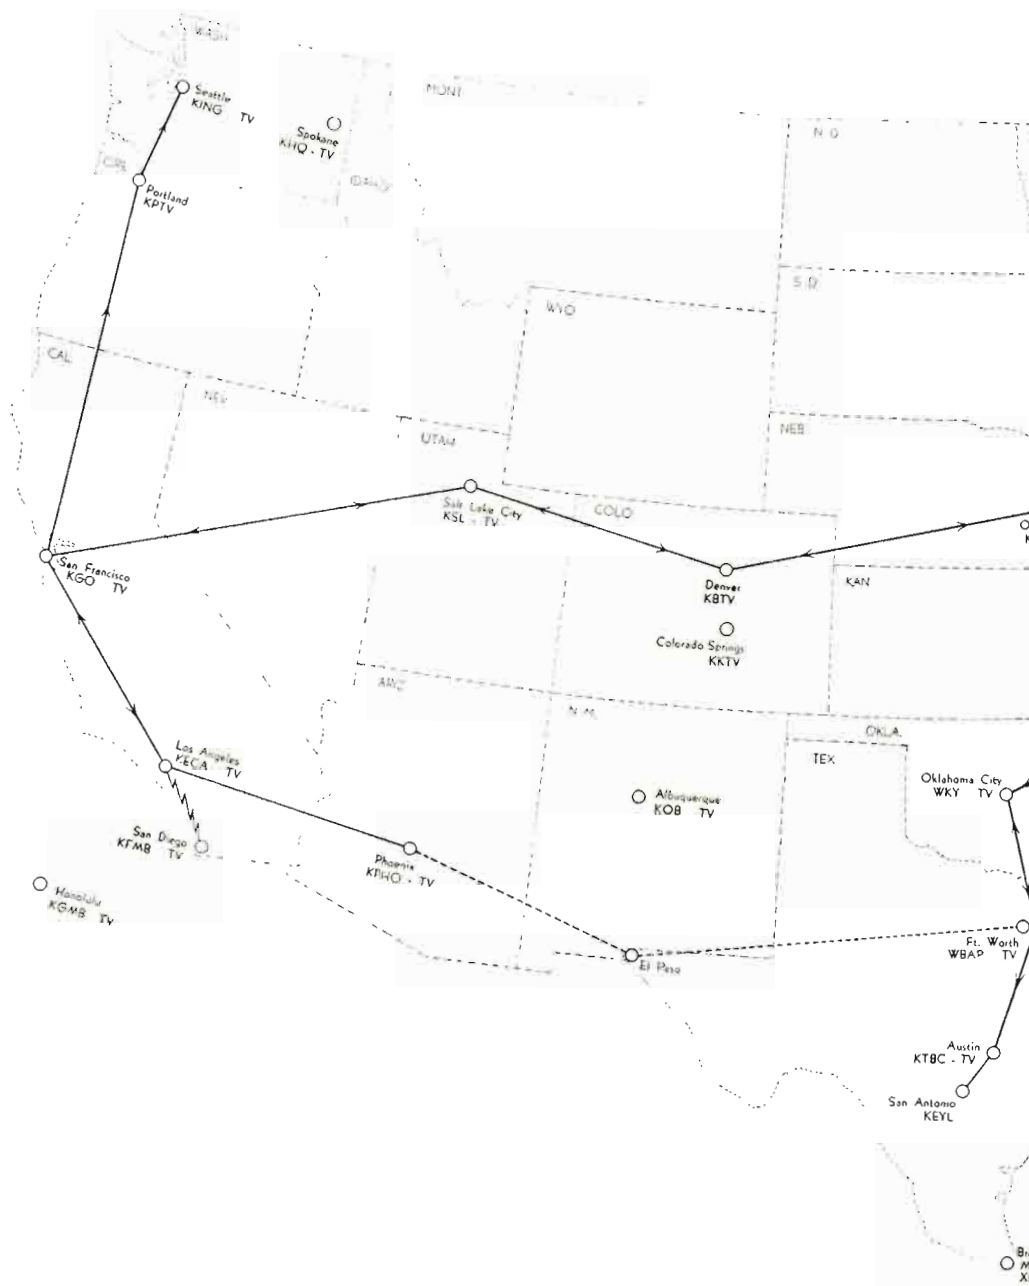 WASH
Seattle
KING TV
MONT
Spokane
KHQ - TV
N D
ORE
IDAHO
Portland
KPTV
S D
WYO
CAL
NEV
NEB
UTAH
Salt Lake City
KSL - TV
COLO
San Francisco
KGO TV
Denver
KBTV
KAN
Colorado Springs
KKTV
ARIZ
N. M.
OKLA.
TEX
Los Angeles
KECA TV
Oklahoma City
WKY TV
Albuquerque
KOB TV
San Diego
KFMB TV
Phoenix
KPHO - TV
Honolulu
KGMB TV
Ft. Worth
WBAP TV
El Paso
Austin
KTBC - TV
San Antonio
KEYL